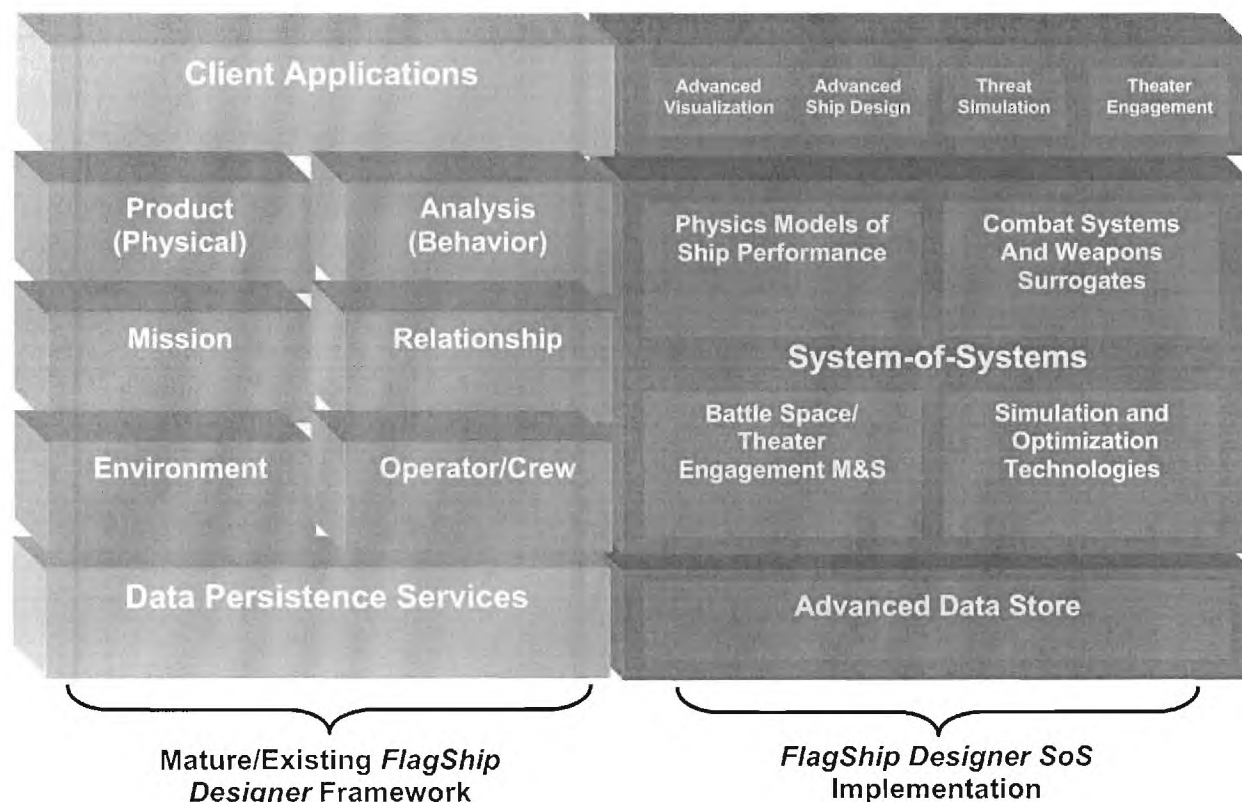 Client Applications
Advanced
Visualization
Advanced
Ship Design
Threat
Simulation
Theater
Engagement
Product
(Physical)
Analysis
(Behavior)
Physics Models of
Ship Performance
Combat Systems
And Weapons
Surrogates
Mission
Relationship
System-of-Systems
Environment
Operator/Crew
Battle Space/
Theater
Engagement M&S
Simulation and
Optimization
Technologies
Data Persistence Services
Advanced Data Store
Mature/Existing FlagShip
Designer Framework
FlagShip Designer SoS
Implementation